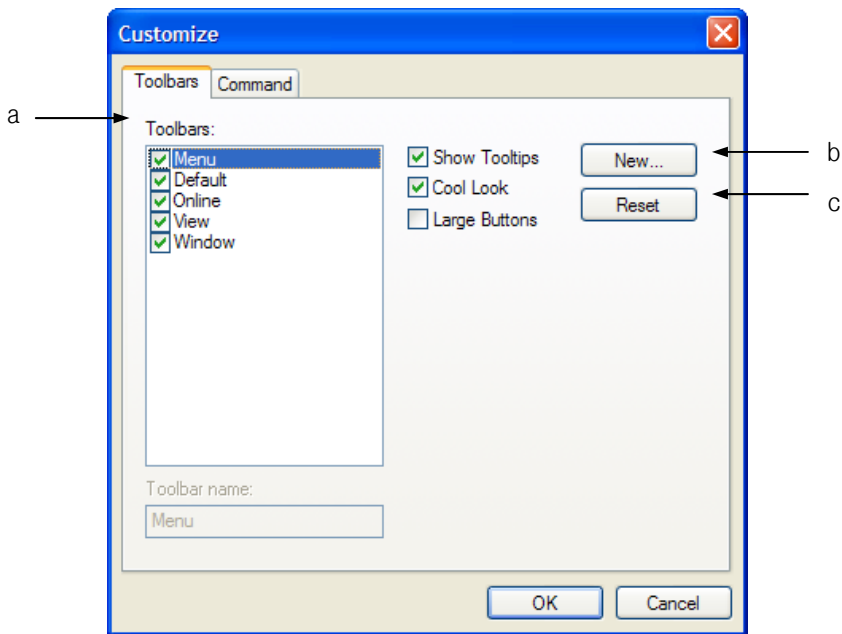 Customize
Toolbars Command
a
Toolbars:
Menu
Default
Online
View
Window
Show Tooltips
Cool Look
Large Buttons
New...
Reset
b
c
Toolbar name:
Menu
OK Cancel